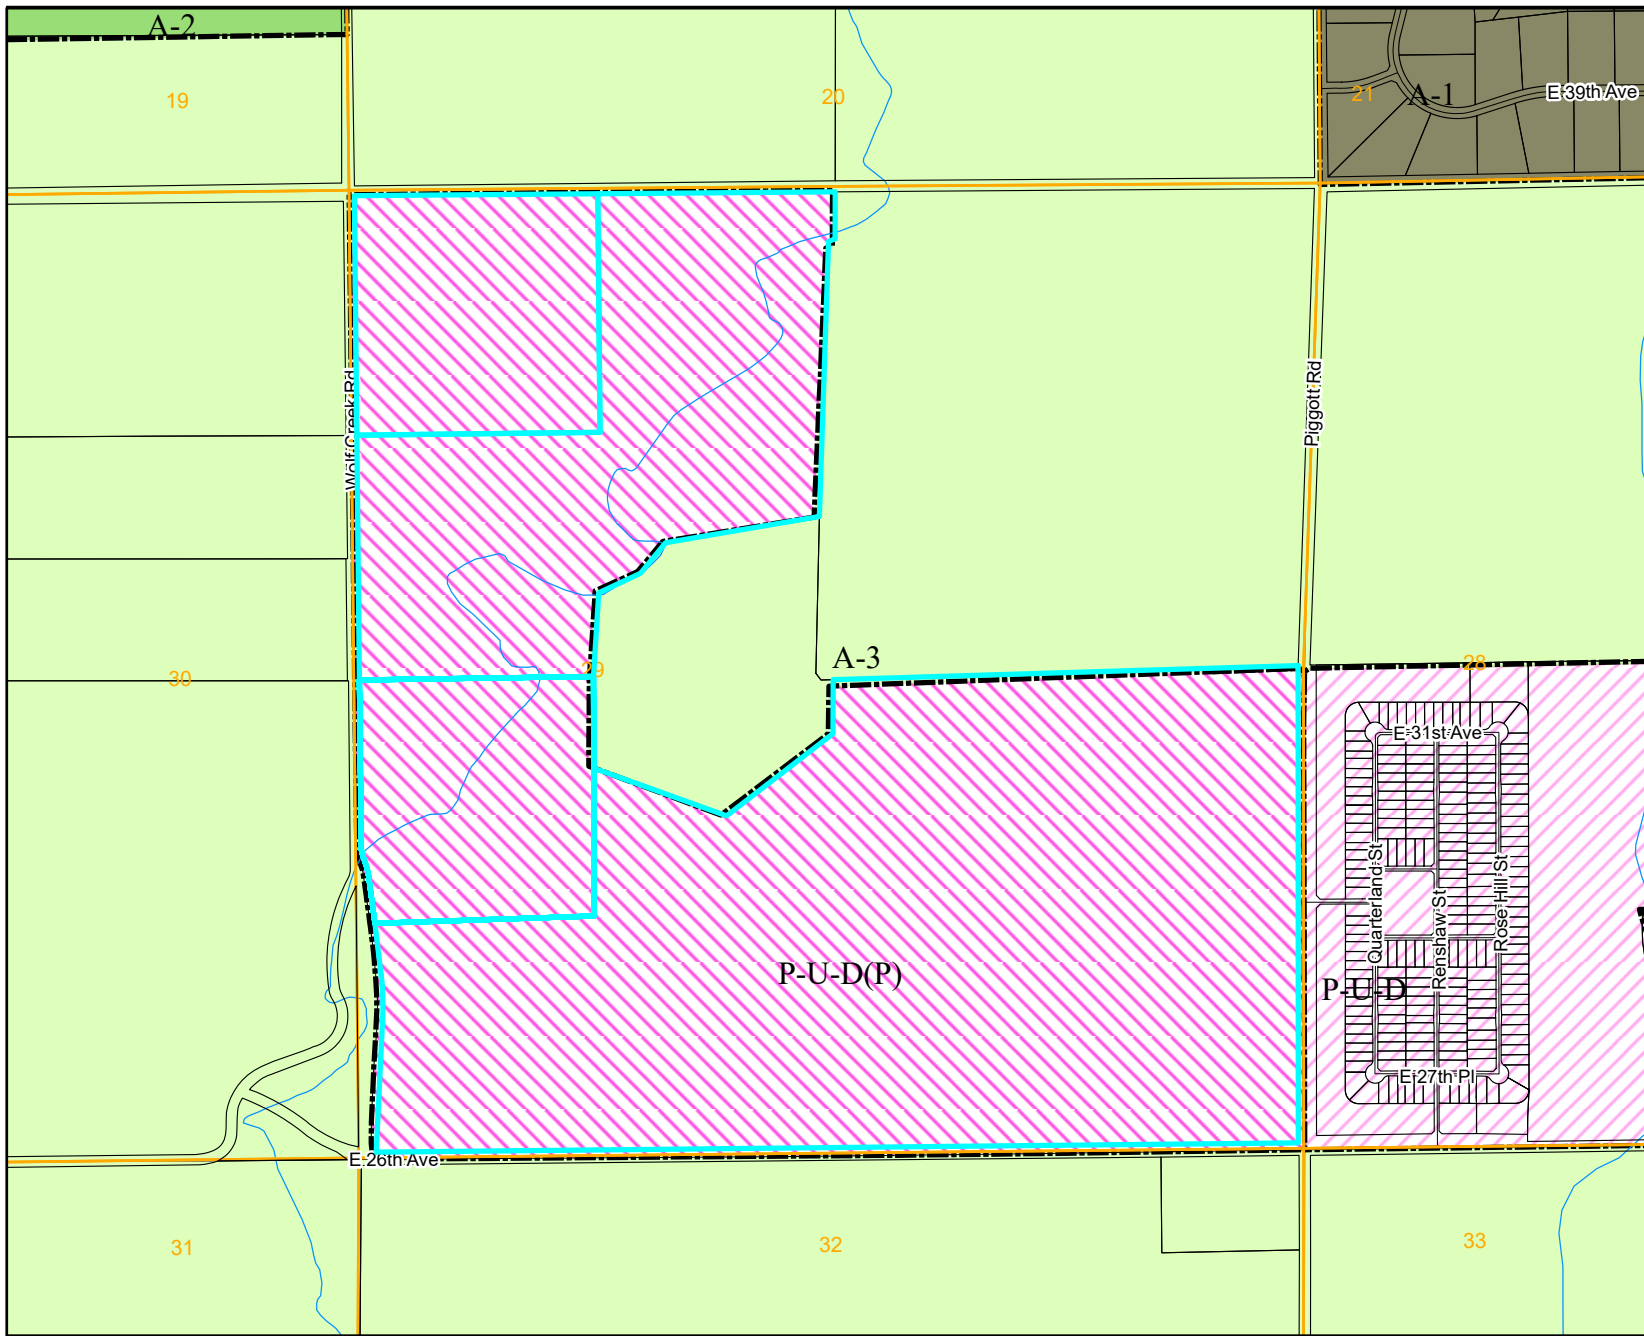 A-2
19
20
21
A-1
E 39th Ave
Wolf Creek Rd
Piggott Rd
30
29
A-3
28
E 31st Ave
Quarterland St
Renshaw St
Rose Hill St
P-U-D(P)
P-U-D
E 27th Pl
E 26th Ave
31
32
33